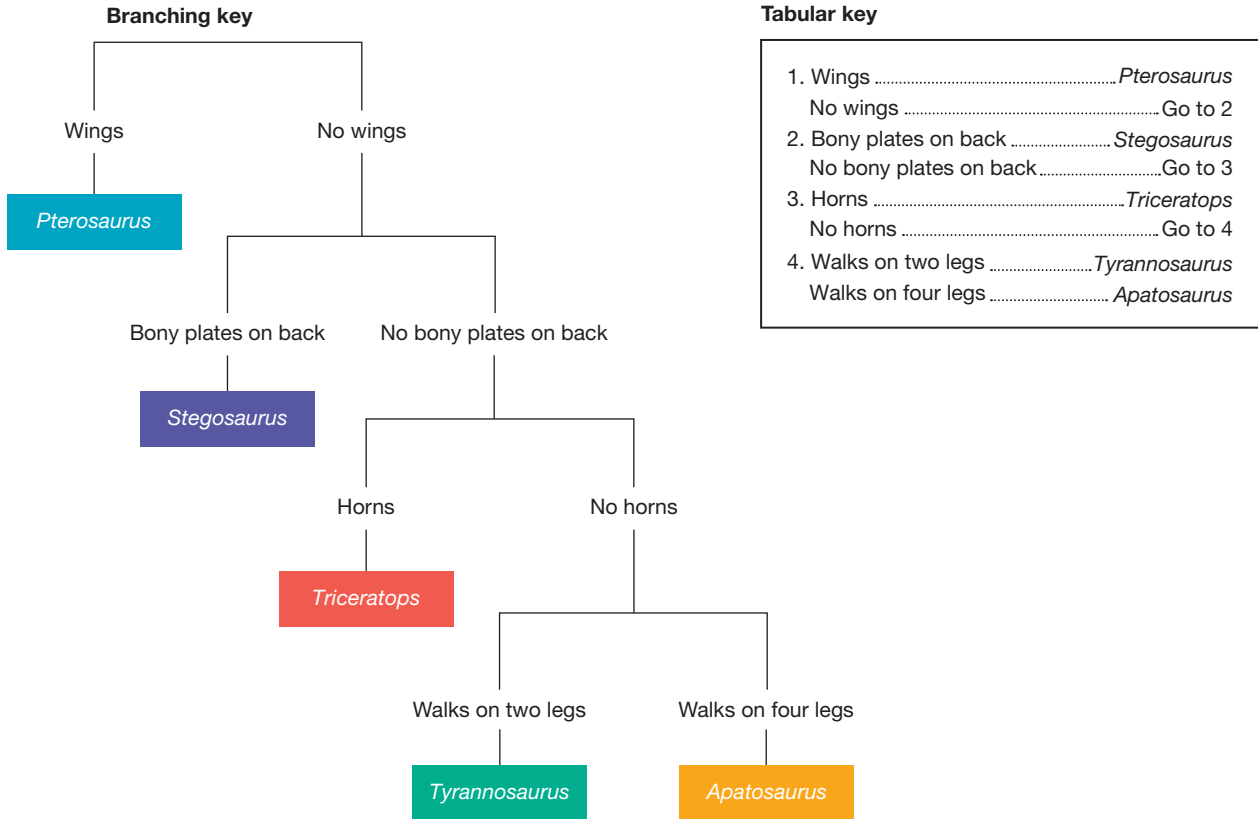 Branching key
Wings
No wings
Pterosaurus
Bony plates on back
No bony plates on back
Stegosaurus
Horns
No horns
Triceratops
Walks on two legs
Walks on four legs
Tyrannosaurus
Apatosaurus
Tabular key
1. Wings ........ Pterosaurus
No wings ........ Go to 2
2. Bony plates on back ........ Stegosaurus
No bony plates on back ........ Go to 3
3. Horns ........ Triceratops
No horns ........ Go to 4
4. Walks on two legs ........ Tyrannosaurus
Walks on four legs ........ Apatosaurus